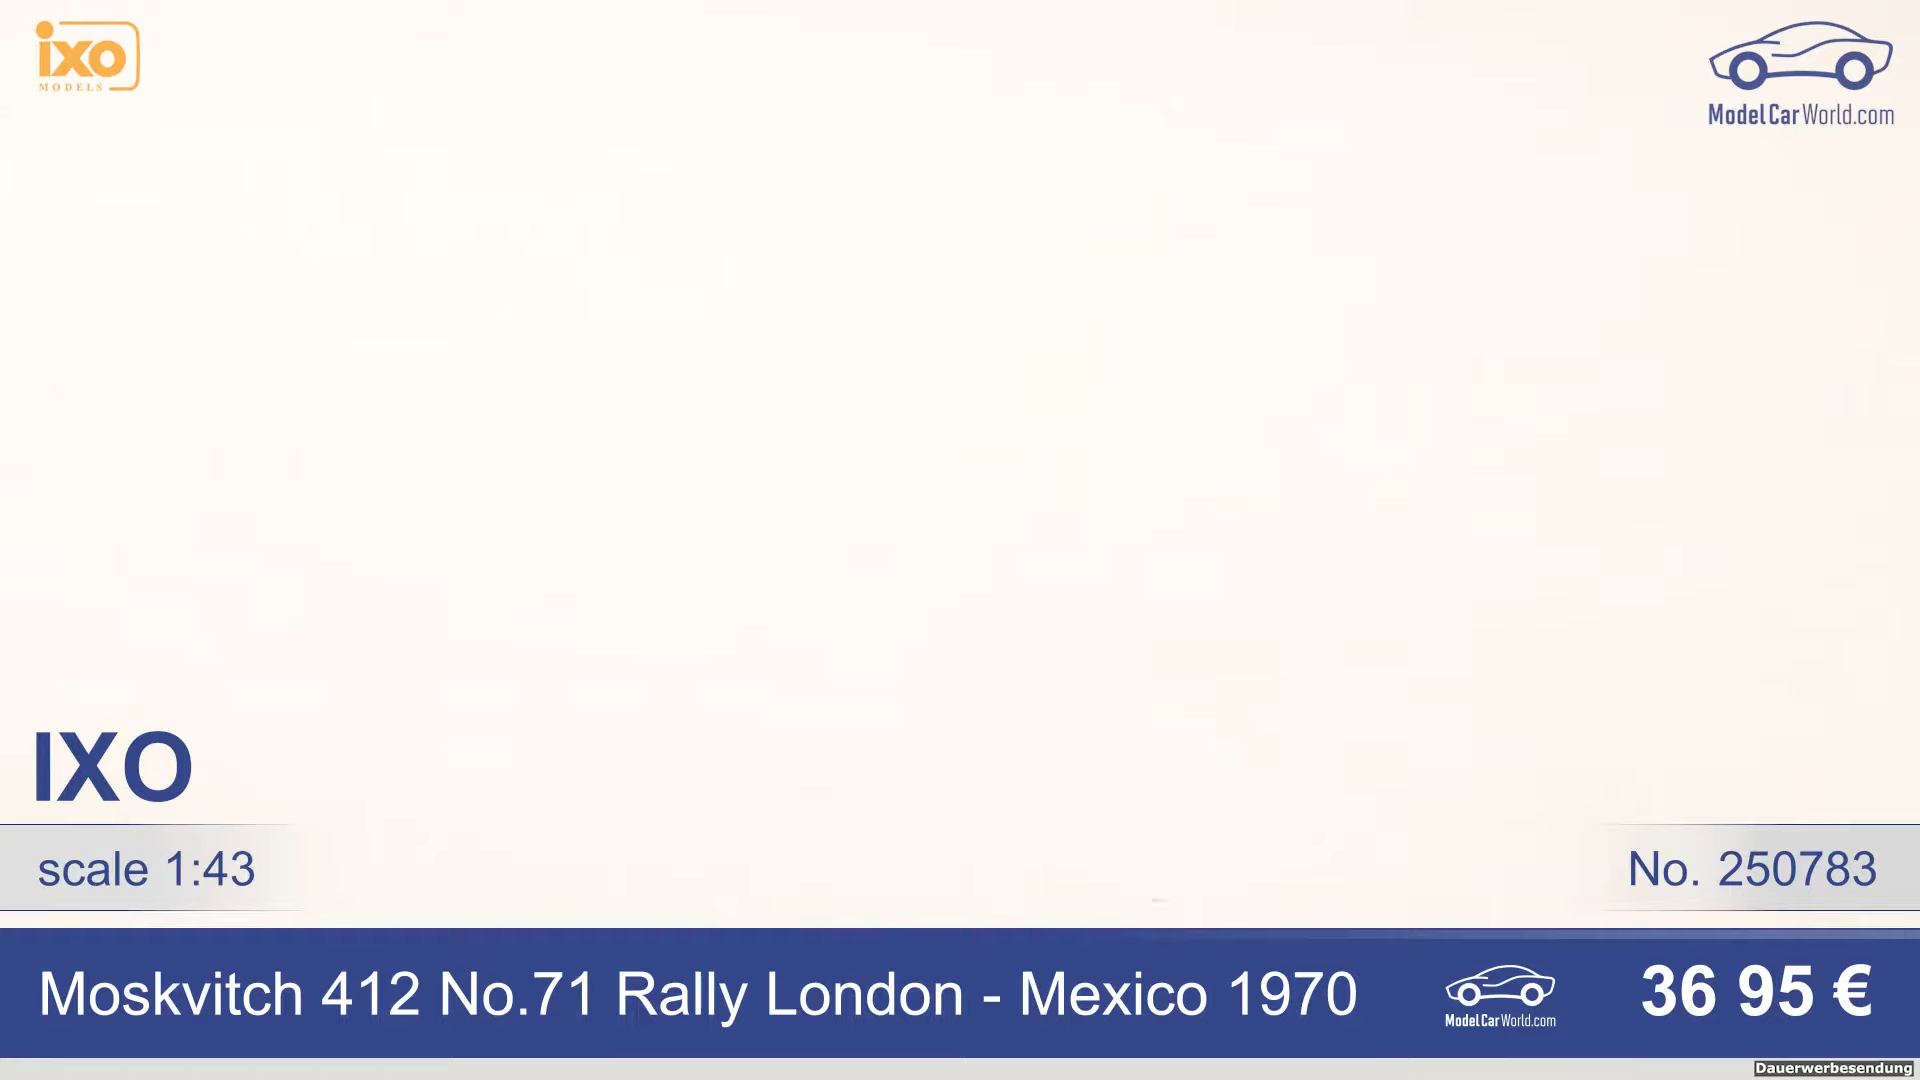 ixo
MODELS
ModelCarWorld.com
IXO
scale 1:43
No. 250783
Moskvitch 412 No.71 Rally London - Mexico 1970
ModelCarWorld.com
36 95 €
Dauerwerbesendung